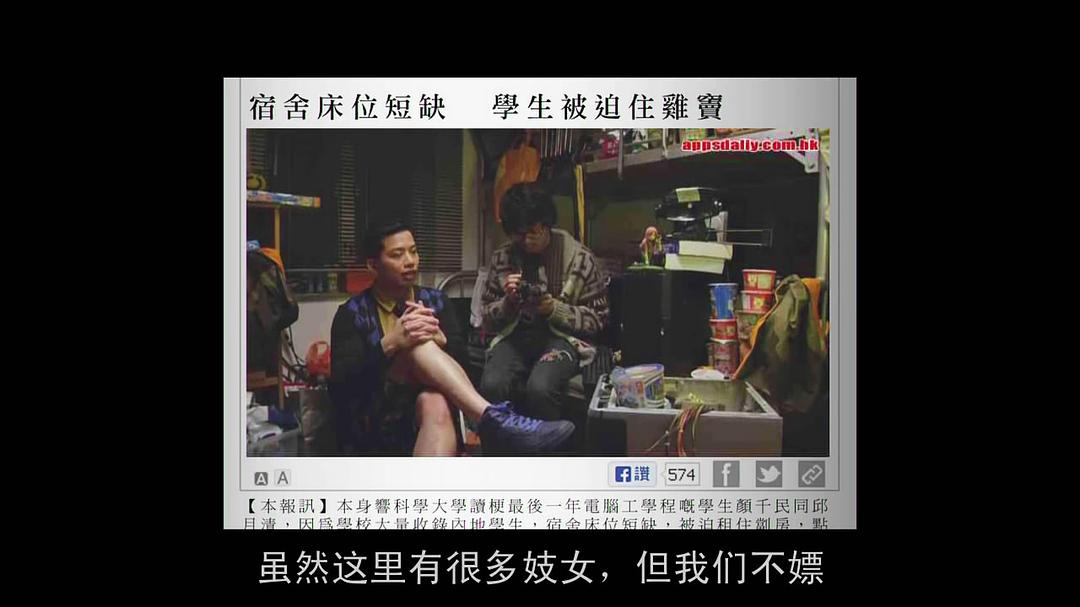 宿舍床位短缺 學生被迫住雞竇
appsdaily.com.hk
A A 讚 574
【本報訊】本身響科學大學讀梗最後一年電腦工學程嘅學生顏千民同邱
月清，因為學校大量收錄內地學生，宿舍床位短缺，被迫租住劏房，點
虽然这里有很多妓女，但我们不嫖